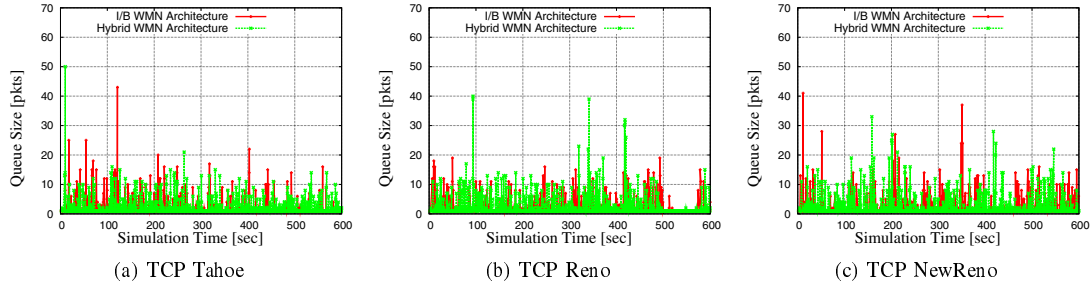 I/B WMN Architecture
Hybrid WMN Architecture
Queue Size [pkts]
70
60
50
40
30
20
10
0
0 100 200 300 400 500 600
Simulation Time [sec]
(a) TCP Tahoe
I/B WMN Architecture
Hybrid WMN Architecture
Queue Size [pkts]
70
60
50
40
30
20
10
0
0 100 200 300 400 500 600
Simulation Time [sec]
(b) TCP Reno
I/B WMN Architecture
Hybrid WMN Architecture
Queue Size [pkts]
70
60
50
40
30
20
10
0
0 100 200 300 400 500 600
Simulation Time [sec]
(c) TCP NewReno